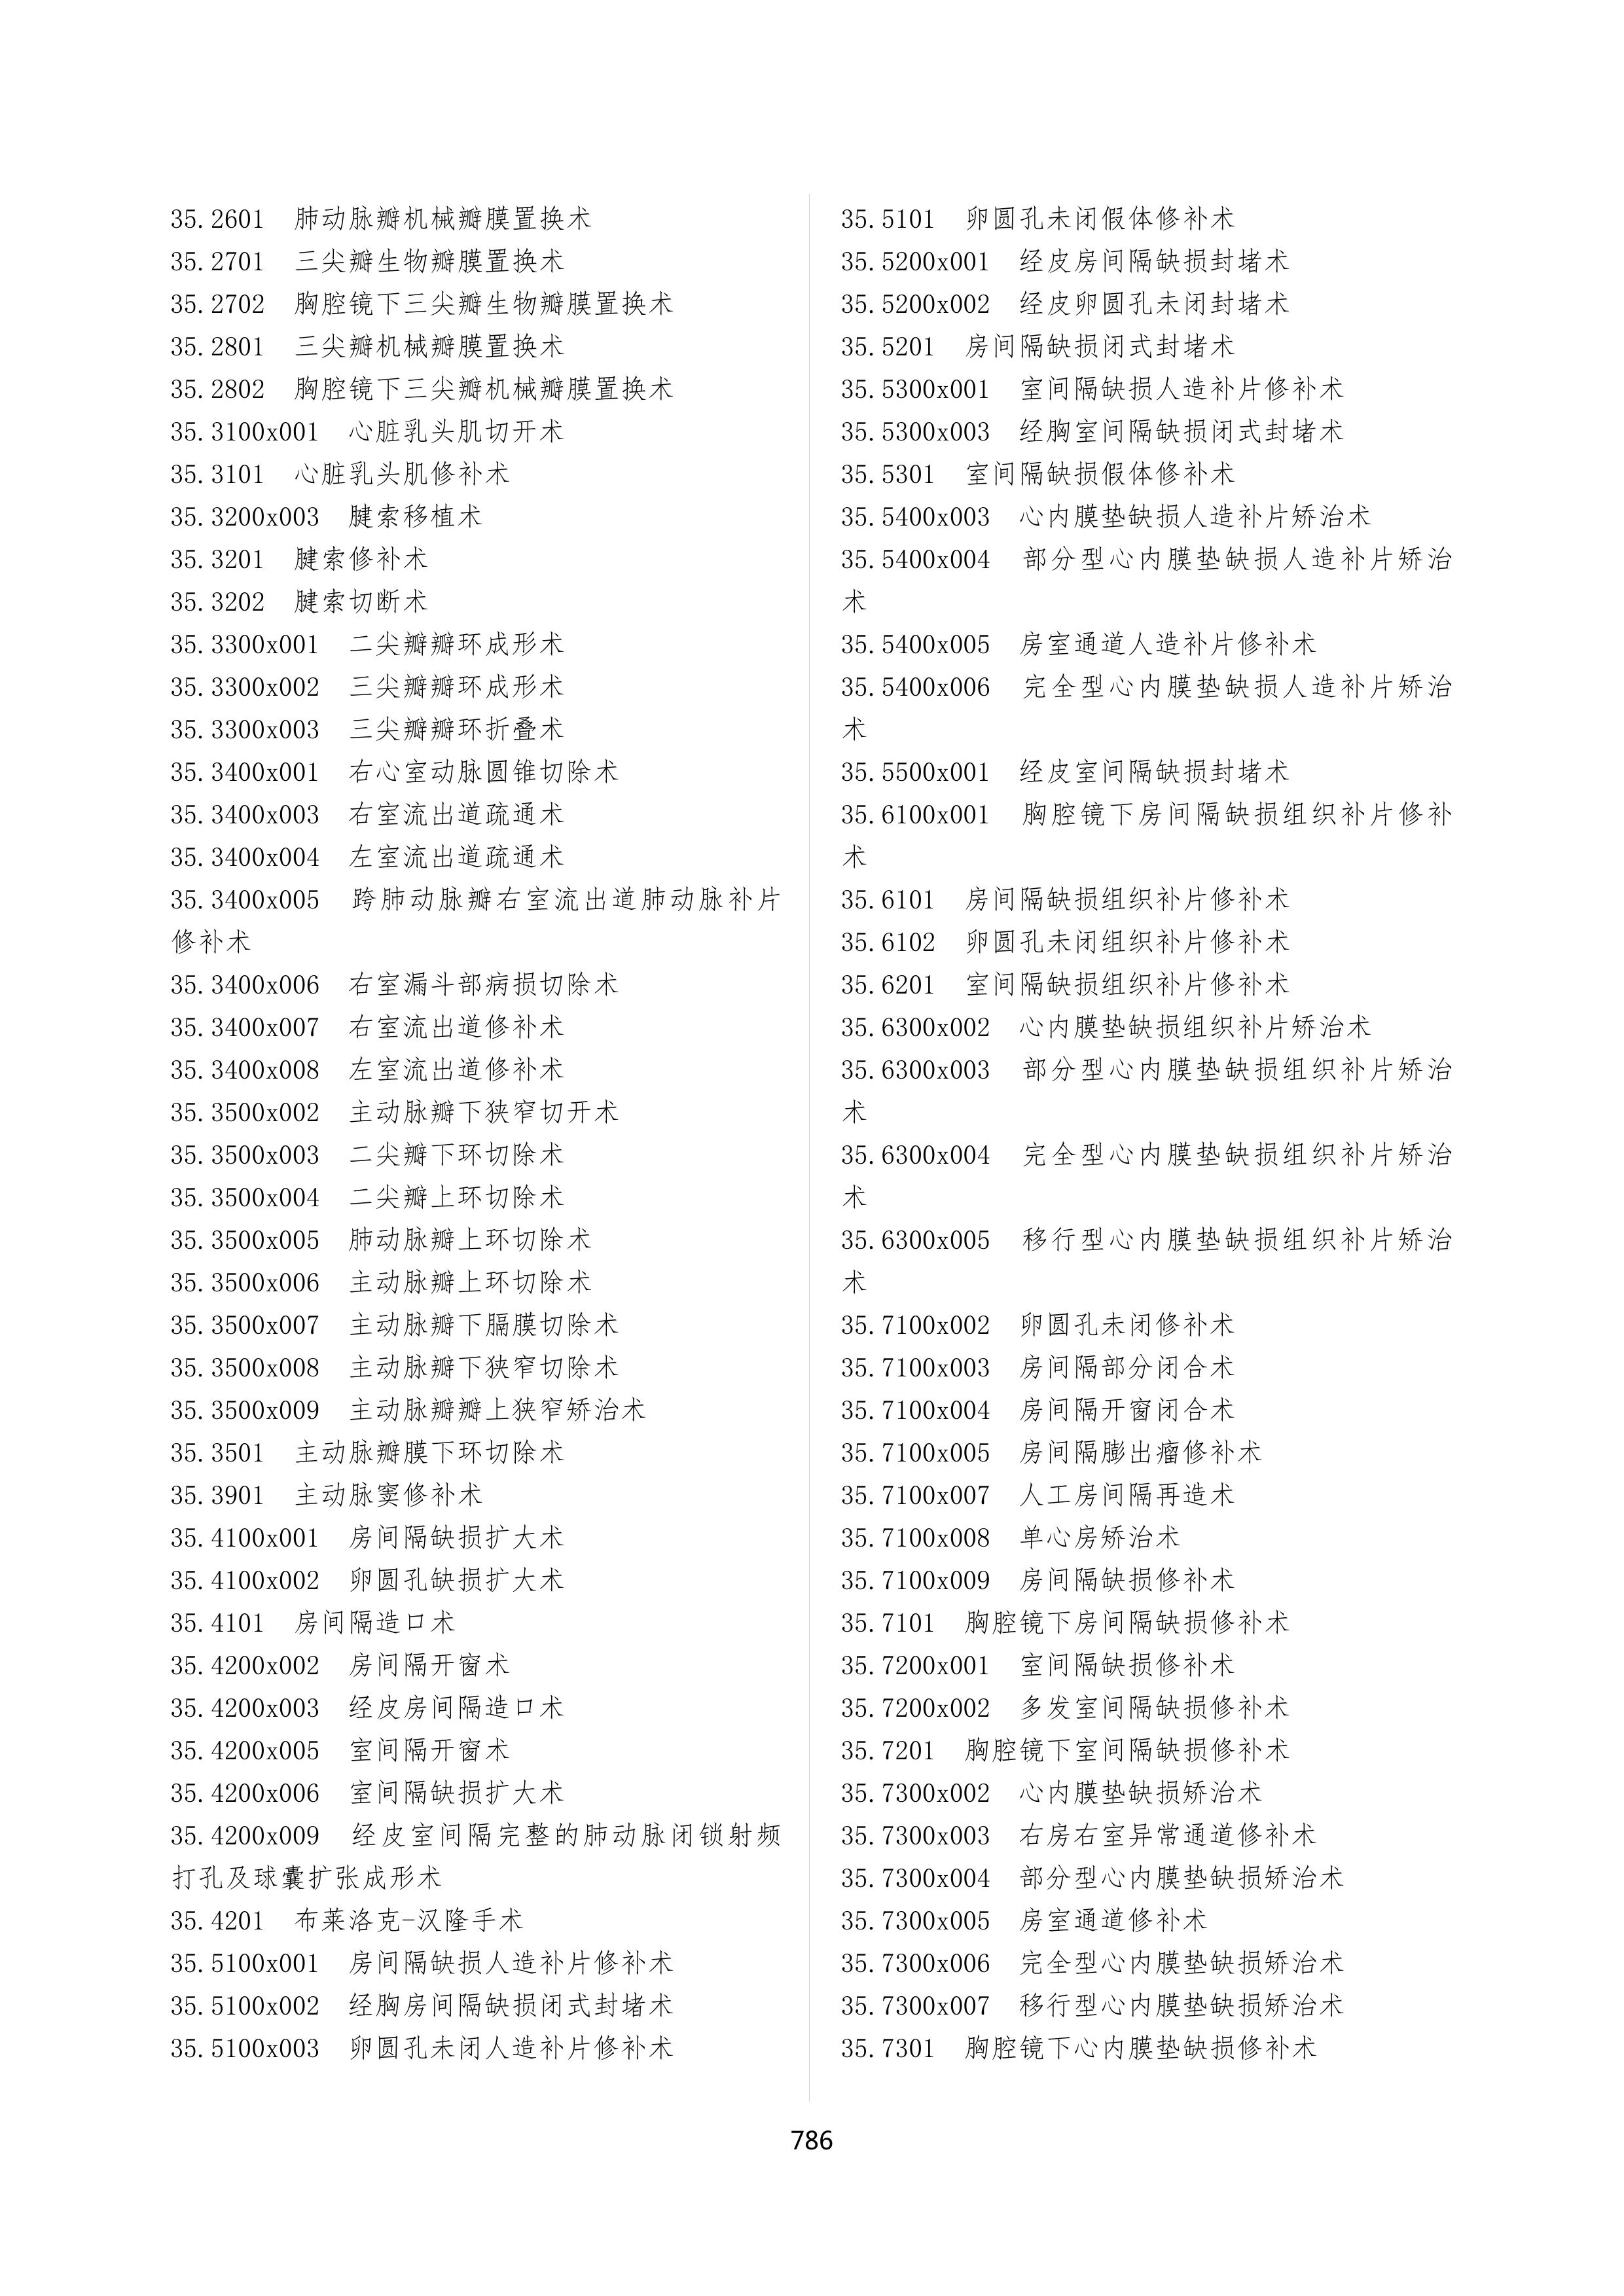 35.2601 肺动脉瓣机械瓣膜置换术
35.2701 三尖瓣生物瓣膜置换术
35.2702 胸腔镜下三尖瓣生物瓣膜置换术
35.2801 三尖瓣机械瓣膜置换术
35.2802 胸腔镜下三尖瓣机械瓣膜置换术
35.3100x001 心脏乳头肌切开术
35.3101 心脏乳头肌修补术
35.3200x003 腱索移植术
35.3201 腱索修补术
35.3202 腱索切断术
35.3300x001 二尖瓣瓣环成形术
35.3300x002 三尖瓣瓣环成形术
35.3300x003 三尖瓣瓣环折叠术
35.3400x001 右心室动脉圆锥切除术
35.3400x003 右室流出道疏通术
35.3400x004 左室流出道疏通术
35.3400x005 跨肺动脉瓣右室流出道肺动脉补片
修补术
35.3400x006 右室漏斗部病损切除术
35.3400x007 右室流出道修补术
35.3400x008 左室流出道修补术
35.3500x002 主动脉瓣下狭窄切开术
35.3500x003 二尖瓣下环切除术
35.3500x004 二尖瓣上环切除术
35.3500x005 肺动脉瓣上环切除术
35.3500x006 主动脉瓣上环切除术
35.3500x007 主动脉瓣下膈膜切除术
35.3500x008 主动脉瓣下狭窄切除术
35.3500x009 主动脉瓣瓣上狭窄矫治术
35.3501 主动脉瓣膜下环切除术
35.3901 主动脉窦修补术
35.4100x001 房间隔缺损扩大术
35.4100x002 卵圆孔缺损扩大术
35.4101 房间隔造口术
35.4200x002 房间隔开窗术
35.4200x003 经皮房间隔造口术
35.4200x005 室间隔开窗术
35.4200x006 室间隔缺损扩大术
35.4200x009 经皮室间隔完整的肺动脉闭锁射频
打孔及球囊扩张成形术
35.4201 布莱洛克-汉隆手术
35.5100x001 房间隔缺损人造补片修补术
35.5100x002 经胸房间隔缺损闭式封堵术
35.5100x003 卵圆孔未闭人造补片修补术
35.5101 卵圆孔未闭假体修补术
35.5200x001 经皮房间隔缺损封堵术
35.5200x002 经皮卵圆孔未闭封堵术
35.5201 房间隔缺损闭式封堵术
35.5300x001 室间隔缺损人造补片修补术
35.5300x003 经胸室间隔缺损闭式封堵术
35.5301 室间隔缺损假体修补术
35.5400x003 心内膜垫缺损人造补片矫治术
35.5400x004 部分型心内膜垫缺损人造补片矫治
术
35.5400x005 房室通道人造补片修补术
35.5400x006 完全型心内膜垫缺损人造补片矫治
术
35.5500x001 经皮室间隔缺损封堵术
35.6100x001 胸腔镜下房间隔缺损组织补片修补
术
35.6101 房间隔缺损组织补片修补术
35.6102 卵圆孔未闭组织补片修补术
35.6201 室间隔缺损组织补片修补术
35.6300x002 心内膜垫缺损组织补片矫治术
35.6300x003 部分型心内膜垫缺损组织补片矫治
术
35.6300x004 完全型心内膜垫缺损组织补片矫治
术
35.6300x005 移行型心内膜垫缺损组织补片矫治
术
35.7100x002 卵圆孔未闭修补术
35.7100x003 房间隔部分闭合术
35.7100x004 房间隔开窗闭合术
35.7100x005 房间隔膨出瘤修补术
35.7100x007 人工房间隔再造术
35.7100x008 单心房矫治术
35.7100x009 房间隔缺损修补术
35.7101 胸腔镜下房间隔缺损修补术
35.7200x001 室间隔缺损修补术
35.7200x002 多发室间隔缺损修补术
35.7201 胸腔镜下室间隔缺损修补术
35.7300x002 心内膜垫缺损矫治术
35.7300x003 右房右室异常通道修补术
35.7300x004 部分型心内膜垫缺损矫治术
35.7300x005 房室通道修补术
35.7300x006 完全型心内膜垫缺损矫治术
35.7300x007 移行型心内膜垫缺损矫治术
35.7301 胸腔镜下心内膜垫缺损修补术
786